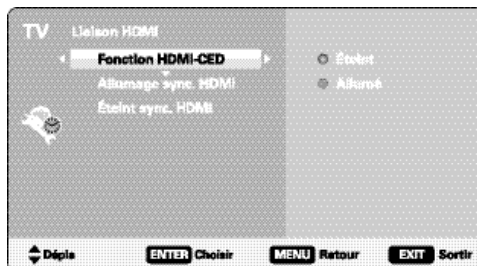 TV Liaison HDMI
Fonction HDMI-CED Éteint
Allumage sync. HDMI Allumé
Éteint sync. HDMI
Dépla ENTER Choisir MENU Retour EXIT Sortir